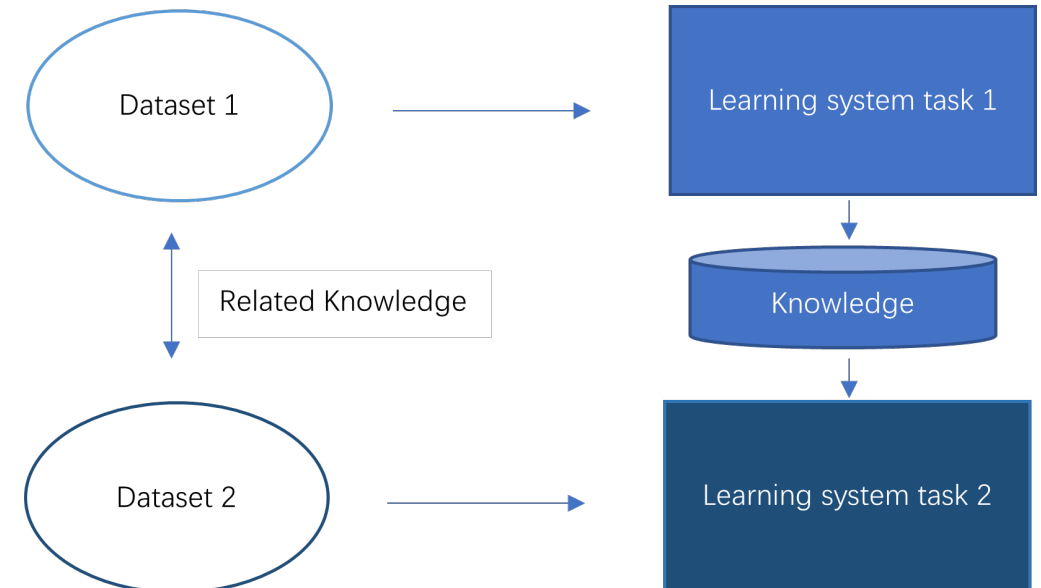 Dataset 1
Learning system task 1
Related Knowledge
Knowledge
Dataset 2
Learning system task 2